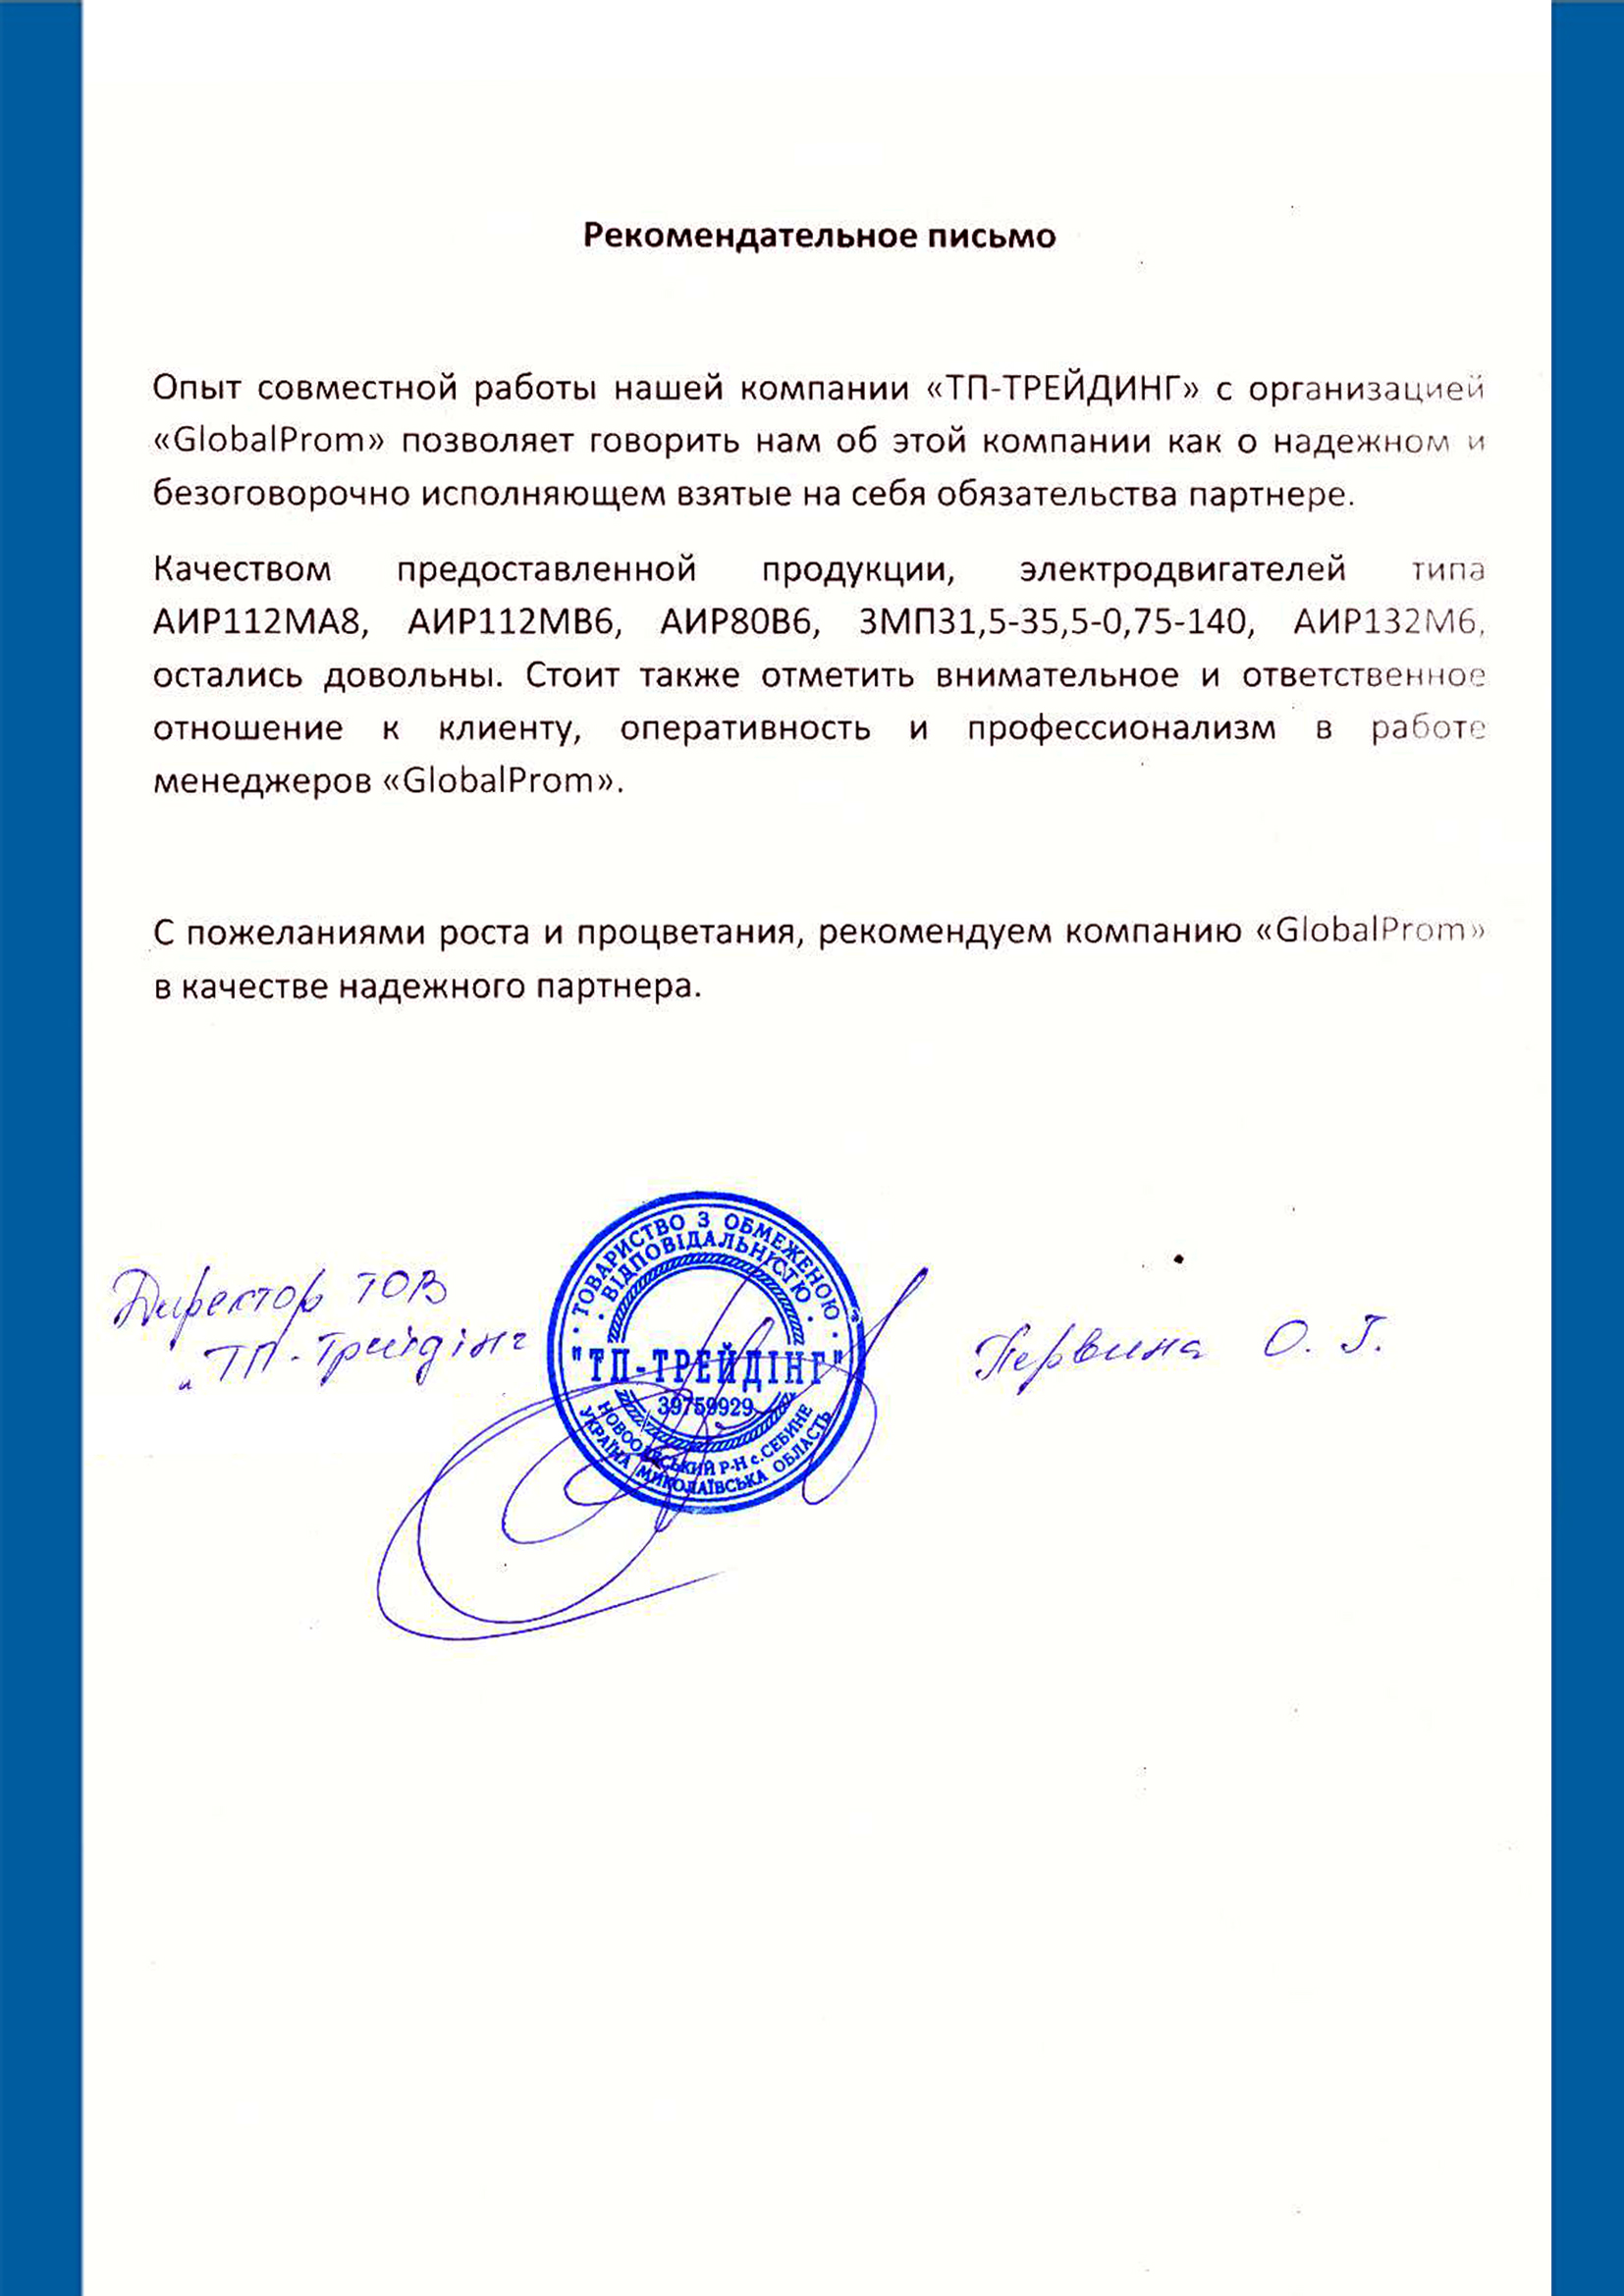 Рекомендательное письмо
Опыт совместной работы нашей компании «ТП-ТРЕЙДИНГ» с организацией
«GlobalProm» позволяет говорить нам об этой компании как о надежном и
безоговорочно исполняющем взятые на себя обязательства партнере.
Качеством предоставленной продукции, электродвигателей типа
АИР112МА8, АИР112МВ6, АИР80В6, 3МП31,5-35,5-0,75-140, АИР132М6,
остались довольны. Стоит также отметить внимательное и ответственное
отношение к клиенту, оперативность и профессионализм в работе
менеджеров «GlobalProm».
С пожеланиями роста и процветания, рекомендуем компанию «GlobalProm»
в качестве надежного партнера.
Директор ТОВ
"ТП-Трейдінг
ТОВАРИСТВО З ОБМЕЖЕНОЮ
ВІДПОВІДАЛЬНІСТЮ
"ТП-ТРЕЙДІНГ"
39759929
НОВООДЕСЬКИЙ Р-Н с.СЕБИНЕ
УКРАЇНА МИКОЛАЇВСЬКА ОБЛАСТЬ
Первина О. Г.